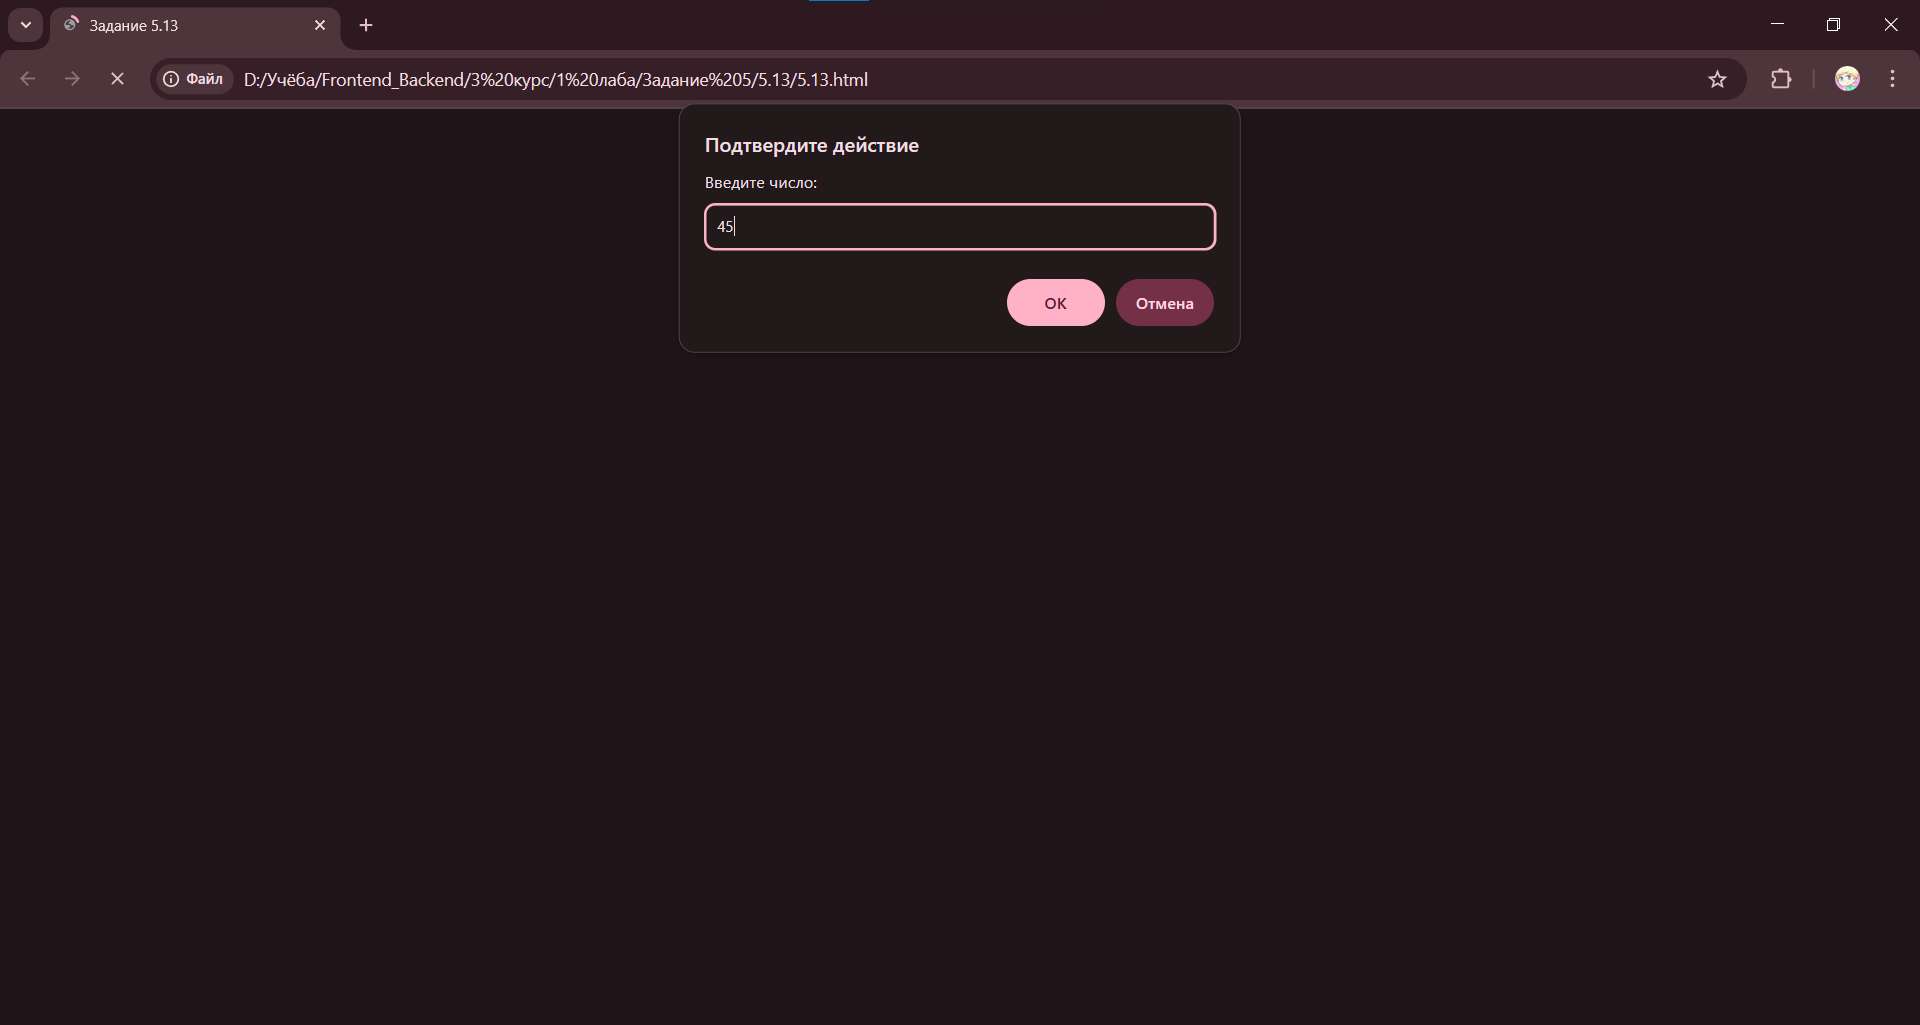 Задание 5.13
Файл D:/Учёба/Frontend_Backend/3%20курс/1%20лаба/Задание%205/5.13/5.13.html
Подтвердите действие
Введите число:
45
ОК Отмена